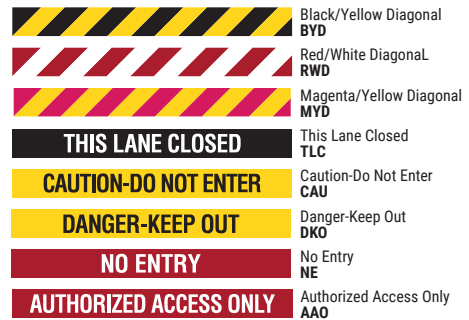 Black/Yellow Diagonal
BYD
Red/White DiagonaL
RWD
Magenta/Yellow Diagonal
MYD
THIS LANE CLOSED
This Lane Closed
TLC
CAUTION-DO NOT ENTER
Caution-Do Not Enter
CAU
DANGER-KEEP OUT
Danger-Keep Out
DKO
NO ENTRY
No Entry
NE
AUTHORIZED ACCESS ONLY
Authorized Access Only
AAO